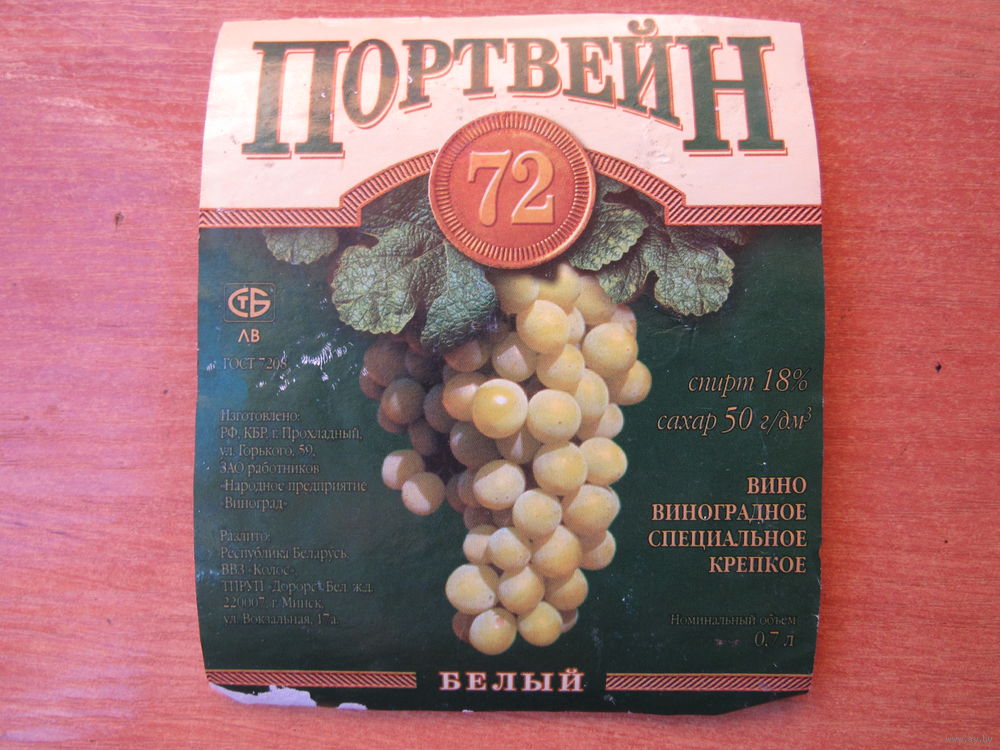 ПОРТВЕЙН
72
СТБ
ЛВ
ГОСТ 7208
спирт 18%
сахар 50 г/дм³
Изготовлено:
РФ, КБР, г. Прохладный,
ул. Горького, 59,
ЗАО работников
«Народное предприятие
«Виноград»
ВИНО
ВИНОГРАДНОЕ
СПЕЦИАЛЬНОЕ
КРЕПКОЕ
Разлито:
Республика Беларусь,
ВВЗ «Колос»,
ТПРУП «Дорорс» Бел. ж.д.
220007, г. Минск,
ул. Вокзальная, 17а.
Номинальный объем
0,7 л
БЕЛЫЙ